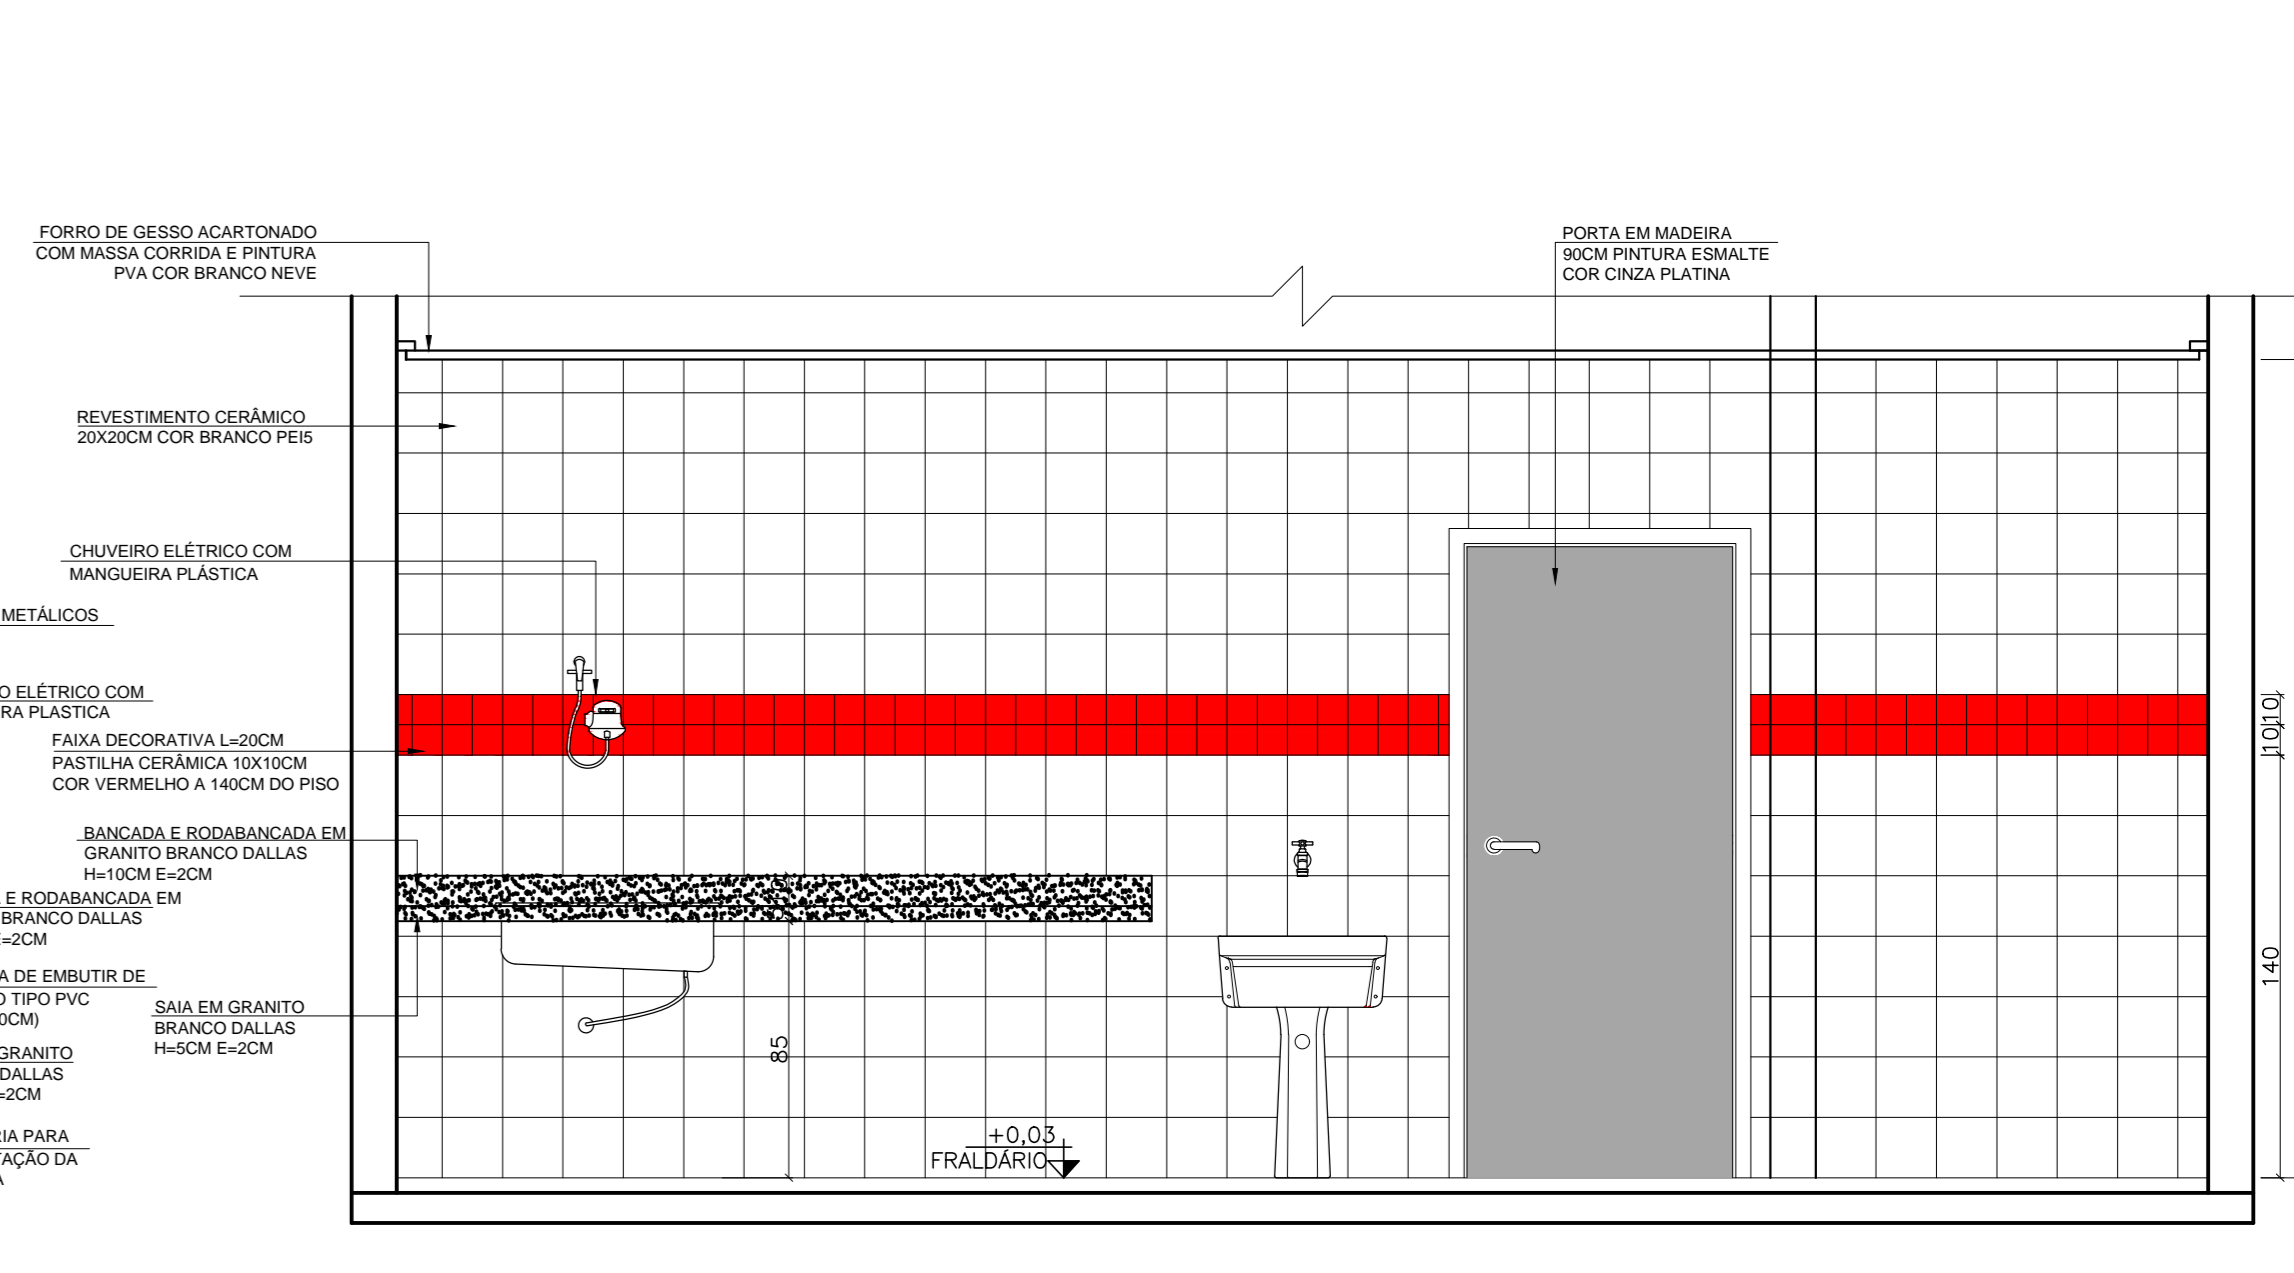 FORRO DE GESSO ACARTONADO
COM MASSA CORRIDA E PINTURA
PVA COR BRANCO NEVE
PORTA EM MADEIRA
90CM PINTURA ESMALTE
COR CINZA PLATINA
REVESTIMENTO CERÂMICO
20X20CM COR BRANCO PEI5
CHUVEIRO ELÉTRICO COM
MANGUEIRA PLÁSTICA
METÁLICOS
O ELÉTRICO COM
RA PLASTICA
FAIXA DECORATIVA L=20CM
PASTILHA CERÂMICA 10X10CM
COR VERMELHO A 140CM DO PISO
BANCADA E RODABANCADA EM
GRANITO BRANCO DALLAS
H=10CM E=2CM
E RODABANCADA EM
BRANCO DALLAS
E=2CM
A DE EMBUTIR DE
O TIPO PVC
0CM)
SAIA EM GRANITO
BRANCO DALLAS
H=5CM E=2CM
GRANITO
DALLAS
=2CM
RIA PARA
TAÇÃO DA
A
85
+0,03
FRALDÁRIO
10
10
140